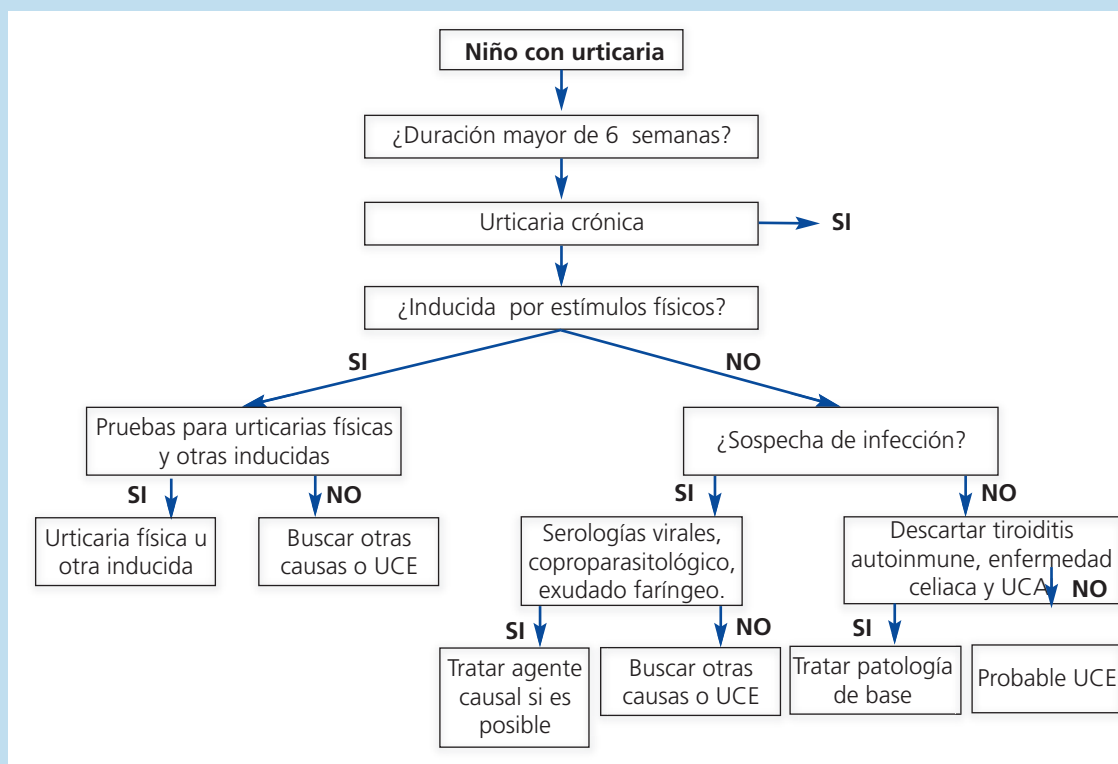 Niño con urticaria
¿Duración mayor de 6 semanas?
Urticaria crónica
SI
¿Inducida por estímulos físicos?
SI
NO
Pruebas para urticarias físicas
y otras inducidas
¿Sospecha de infección?
SI
NO
SI
NO
Urticaria física u
otra inducida
Buscar otras
causas o UCE
Serologías virales,
coproparasitológico,
exudado faríngeo.
Descartar tiroiditis
autoinmune, enfermedad
celiaca y UCA
NO
SI
NO
SI
Tratar agente
causal si es
posible
Buscar otras
causas o UCE
Tratar patología
de base
Probable UCE